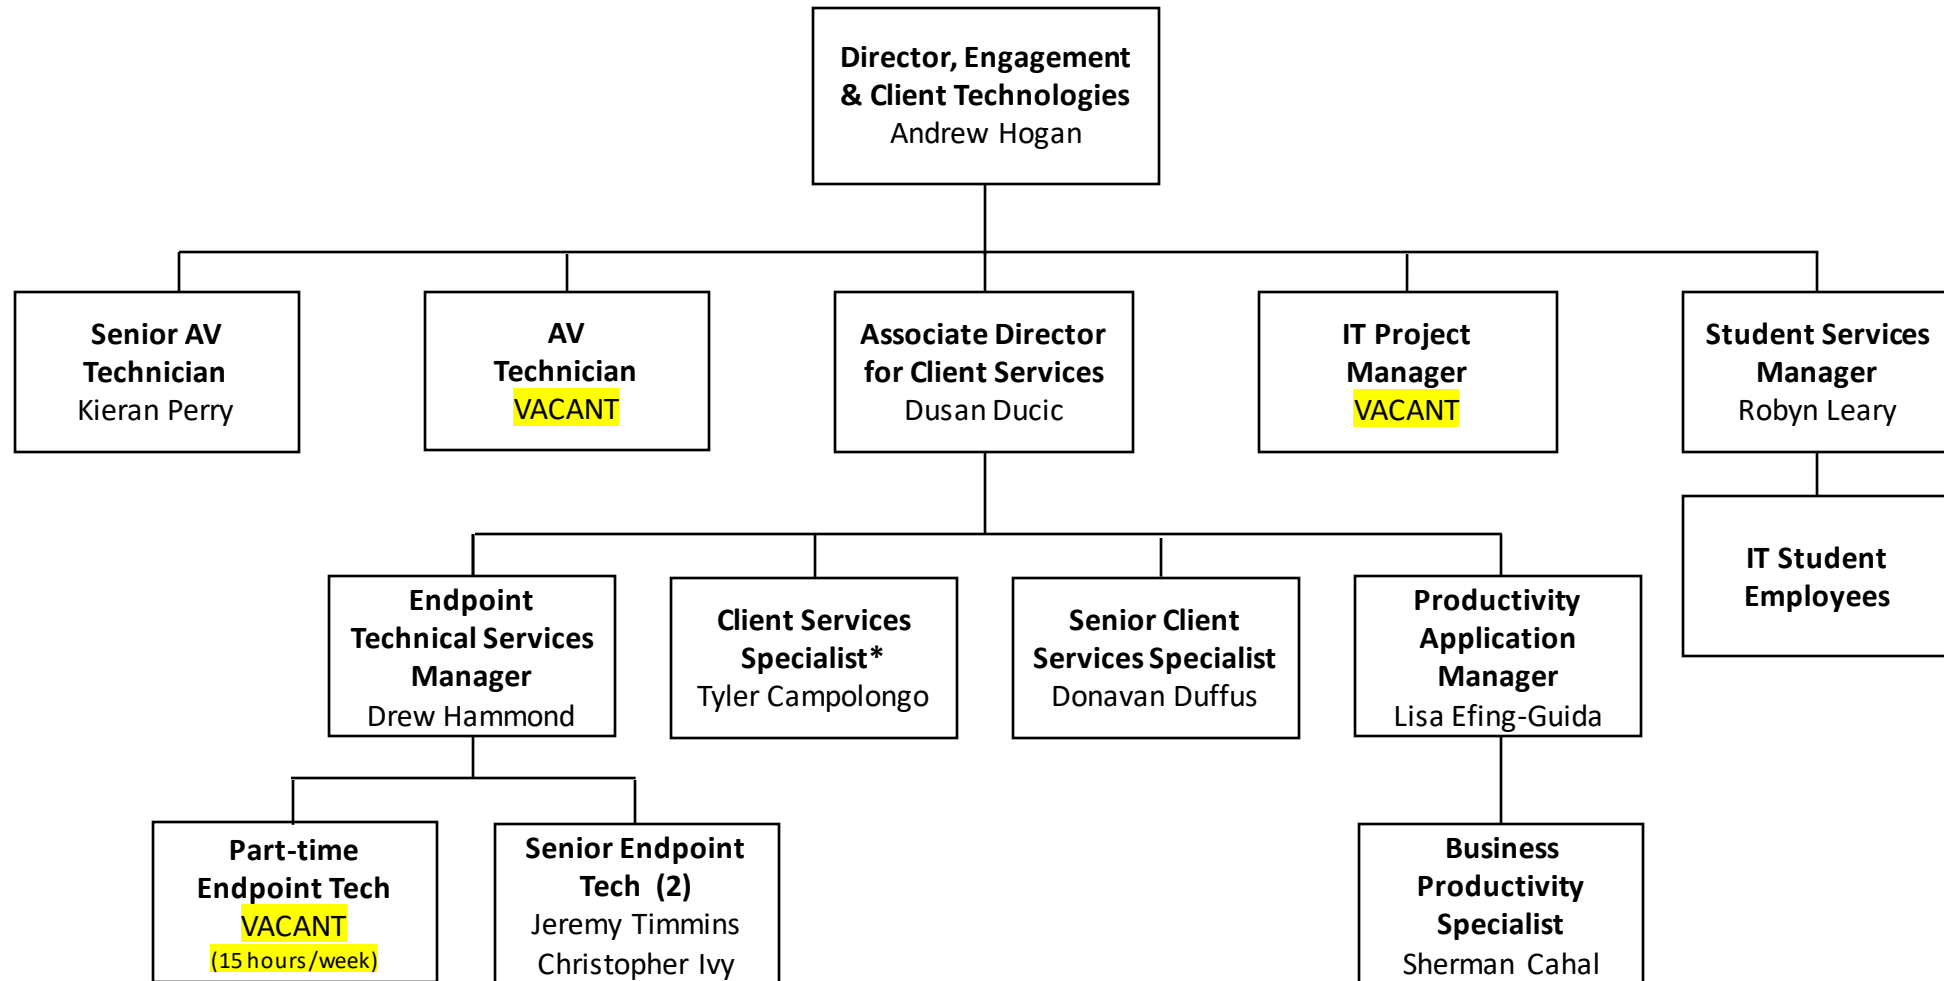 Director, Engagement
& Client Technologies
Andrew Hogan
Senior AV
Technician
Kieran Perry
AV
Technician
VACANT
Associate Director
for Client Services
Dusan Ducic
IT Project
Manager
VACANT
Student Services
Manager
Robyn Leary
IT Student
Employees
Endpoint
Technical Services
Manager
Drew Hammond
Client Services
Specialist*
Tyler Campolongo
Senior Client
Services Specialist
Donavan Duffus
Productivity
Application
Manager
Lisa Efing-Guida
Part-time
Endpoint Tech
VACANT
(15 hours/week)
Senior Endpoint
Tech (2)
Jeremy Timmins
Christopher Ivy
Business
Productivity
Specialist
Sherman Cahal